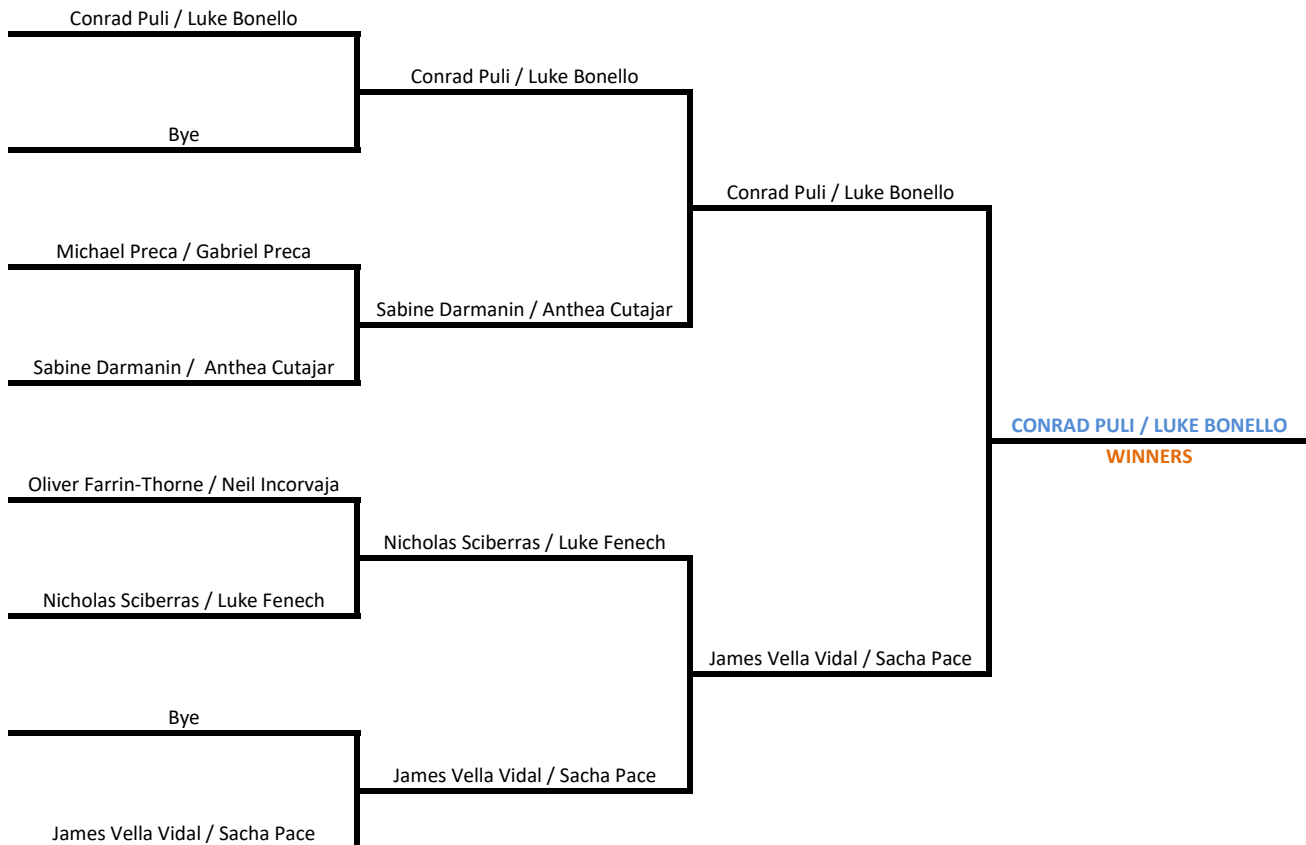 Conrad Puli / Luke Bonello
Conrad Puli / Luke Bonello
Bye
Conrad Puli / Luke Bonello
Michael Preca / Gabriel Preca
Sabine Darmanin / Anthea Cutajar
Sabine Darmanin / Anthea Cutajar
CONRAD PULI / LUKE BONELLO
WINNERS
Oliver Farrin-Thorne / Neil Incorvaja
Nicholas Sciberras / Luke Fenech
Nicholas Sciberras / Luke Fenech
James Vella Vidal / Sacha Pace
Bye
James Vella Vidal / Sacha Pace
James Vella Vidal / Sacha Pace